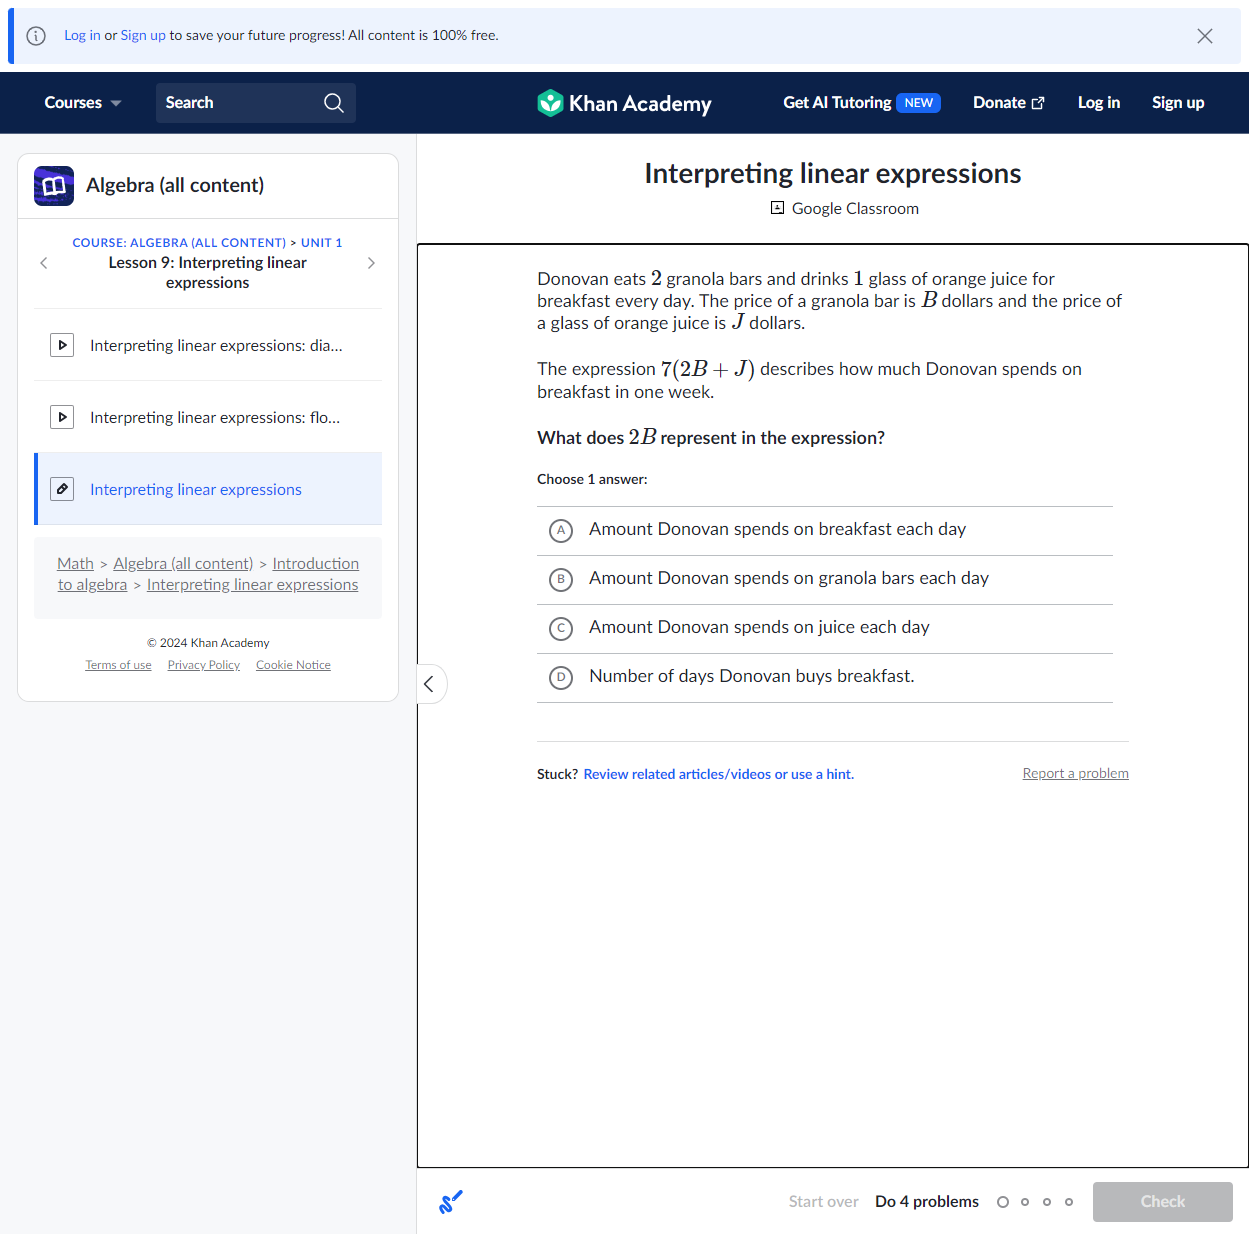 Log in or Sign up to save your future progress! All content is 100% free.
Courses
Search
Khan Academy
Get AI Tutoring NEW
Donate
Log in
Sign up
Algebra (all content)
COURSE: ALGEBRA (ALL CONTENT) > UNIT 1
Lesson 9: Interpreting linear
expressions
Interpreting linear expressions: dia...
Interpreting linear expressions: flo...
Interpreting linear expressions
Math > Algebra (all content) > Introduction
to algebra > Interpreting linear expressions
© 2024 Khan Academy
Terms of use Privacy Policy Cookie Notice
Interpreting linear expressions
Google Classroom
Donovan eats 2 granola bars and drinks 1 glass of orange juice for
breakfast every day. The price of a granola bar is B dollars and the price of
a glass of orange juice is J dollars.
The expression 7(2B + J) describes how much Donovan spends on
breakfast in one week.
What does 2B represent in the expression?
Choose 1 answer:
A Amount Donovan spends on breakfast each day
B Amount Donovan spends on granola bars each day
C Amount Donovan spends on juice each day
D Number of days Donovan buys breakfast.
Stuck? Review related articles/videos or use a hint.
Report a problem
Start over
Do 4 problems
Check